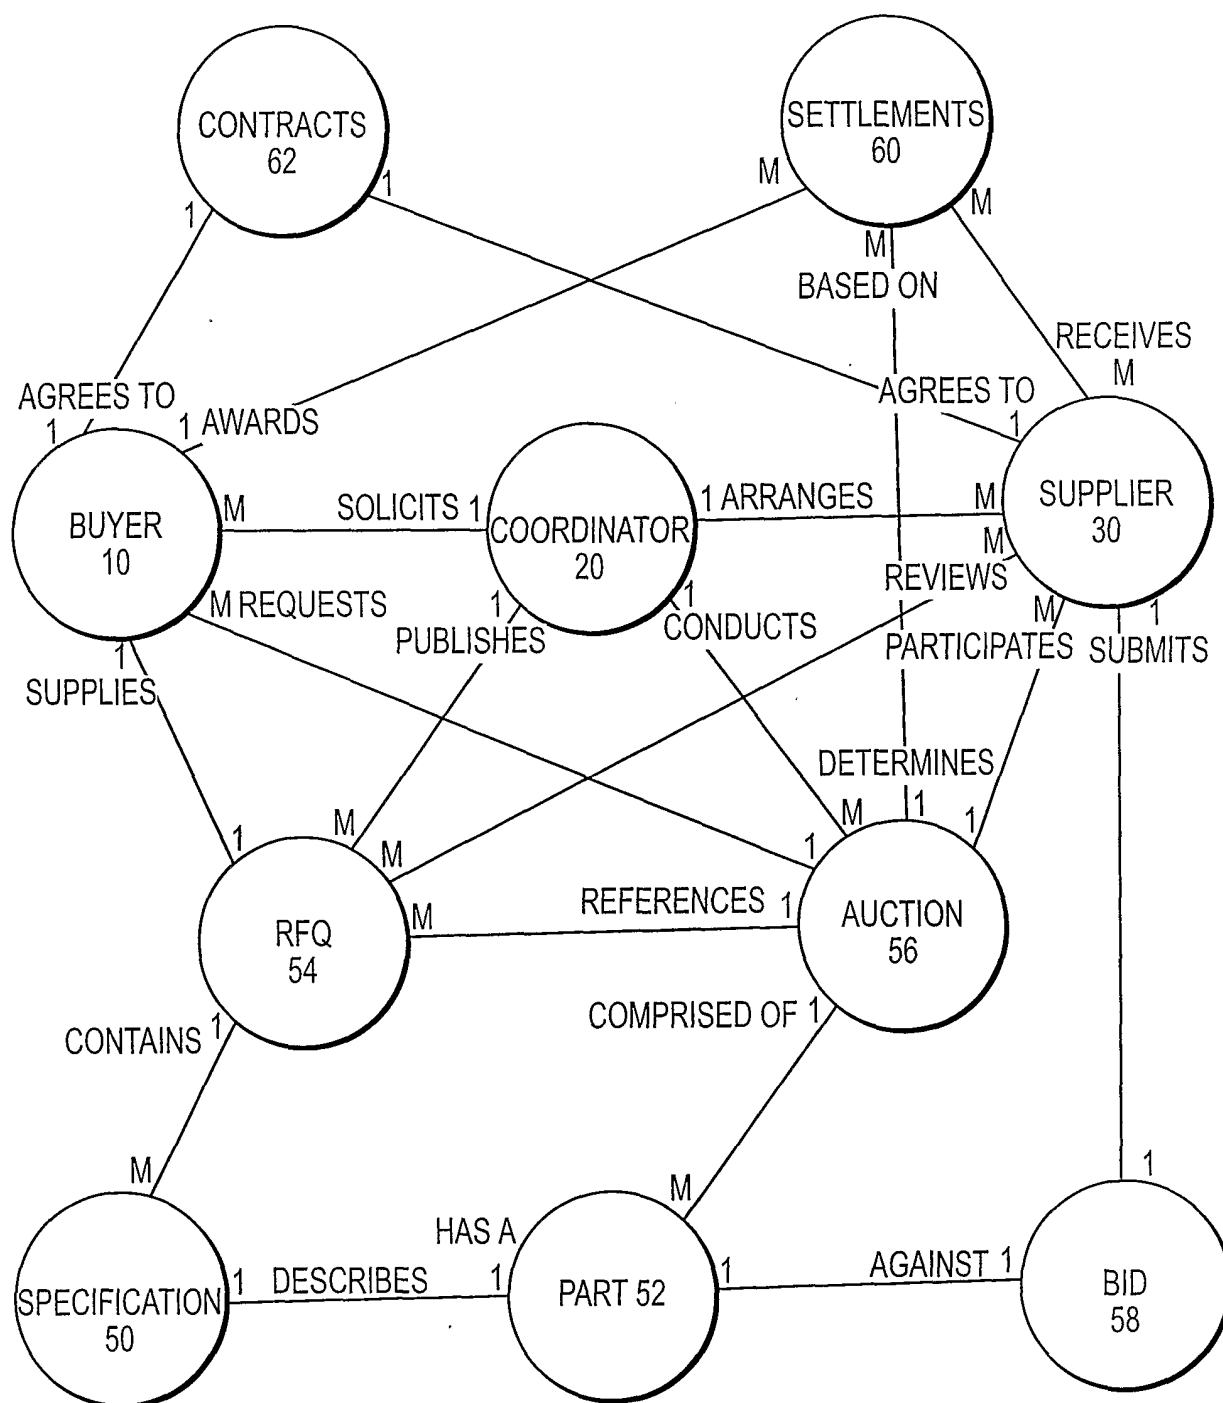 CONTRACTS
62
SETTLEMENTS
60
1
1
M
M
M
BASED ON
RECEIVES
M
AGREES TO
1
1 AWARDS
AGREES TO
1
BUYER
10
M
SOLICITS 1
COORDINATOR
20
1 ARRANGES
M
M
SUPPLIER
30
REVIEWS
M REQUESTS
1
PUBLISHES
1
CONDUCTS
M
PARTICIPATES
1
SUBMITS
1
SUPPLIES
DETERMINES
1
M
1
M
M
1
1
RFQ
54
M
REFERENCES 1
AUCTION
56
CONTAINS 1
COMPRISED OF 1
M
M
1
SPECIFICATION
50
1 DESCRIBES
HAS A
1
PART 52
1
AGAINST 1
BID
58